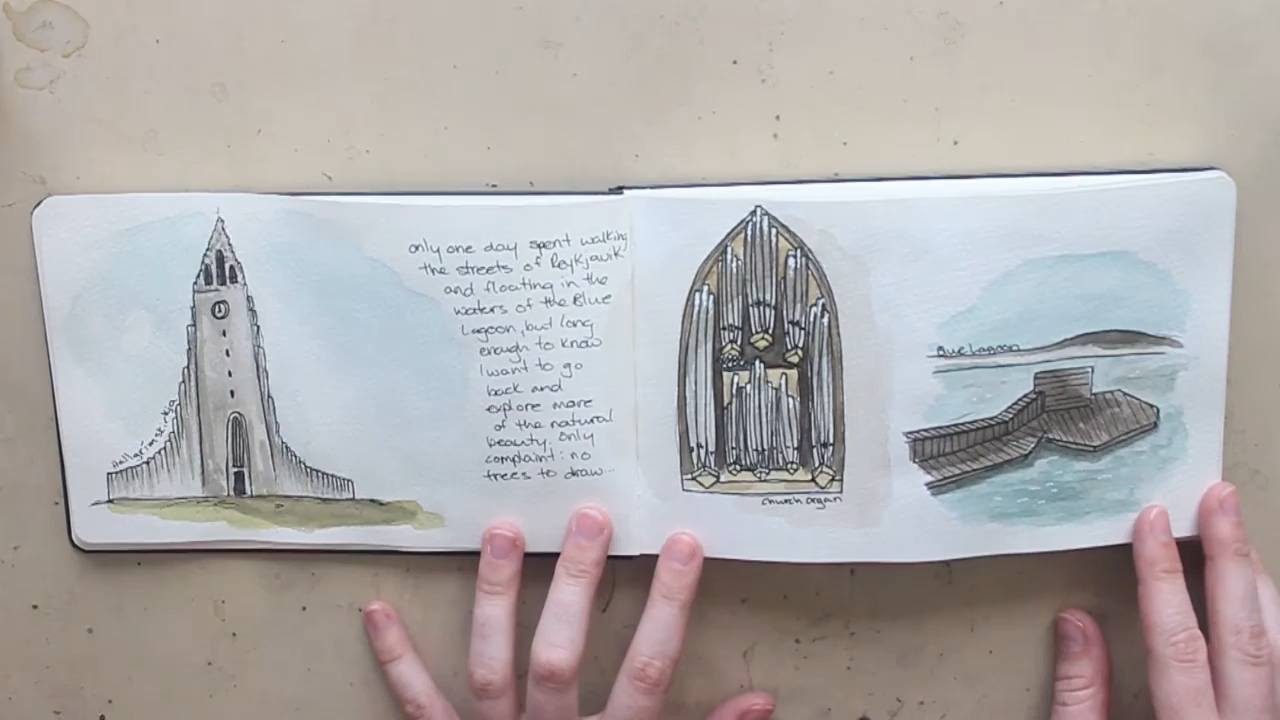 Hallgrímskirkja
only one day spent walking
the streets of Reykjavik
and floating in the
waters of the Blue
Lagoon, but long
enough to know
I want to go
back and
explore more
of the natural
beauty. Only
complaint: no
trees to draw...
church organ
Blue Lagoon